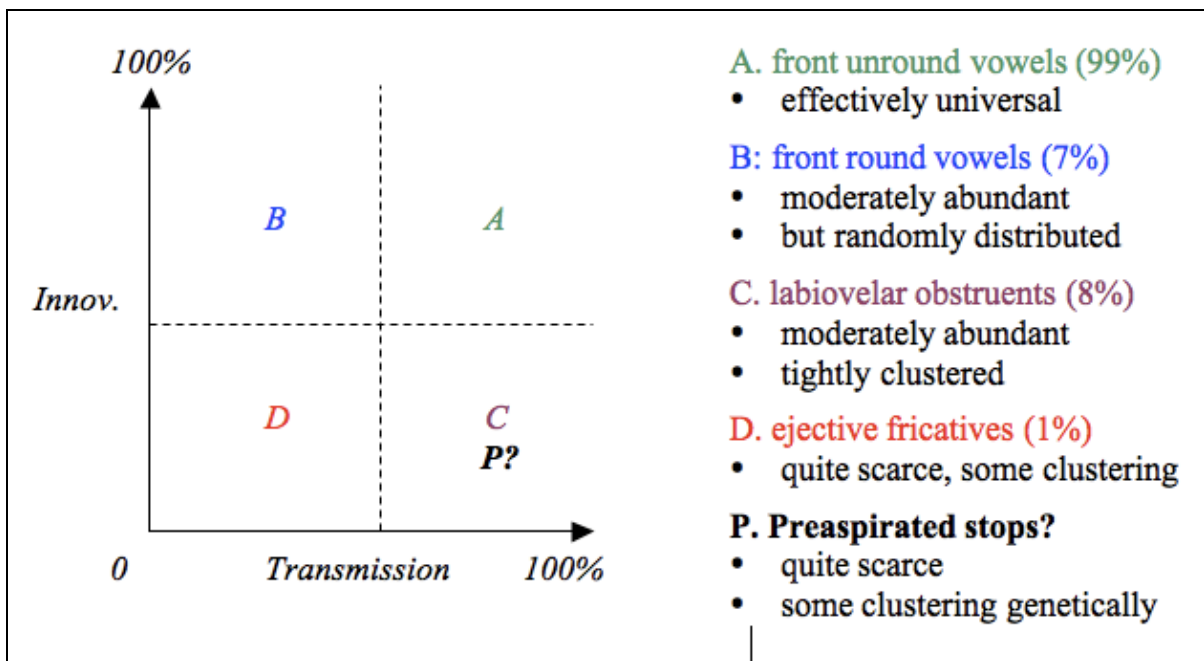 100%
B
A
Innov.
D
C
P?
0
Transmission
100%
A. front unround vowels (99%)
• effectively universal
B: front round vowels (7%)
• moderately abundant
• but randomly distributed
C. labiovelar obstruents (8%)
• moderately abundant
• tightly clustered
D. ejective fricatives (1%)
• quite scarce, some clustering
P. Preaspirated stops?
• quite scarce
• some clustering genetically